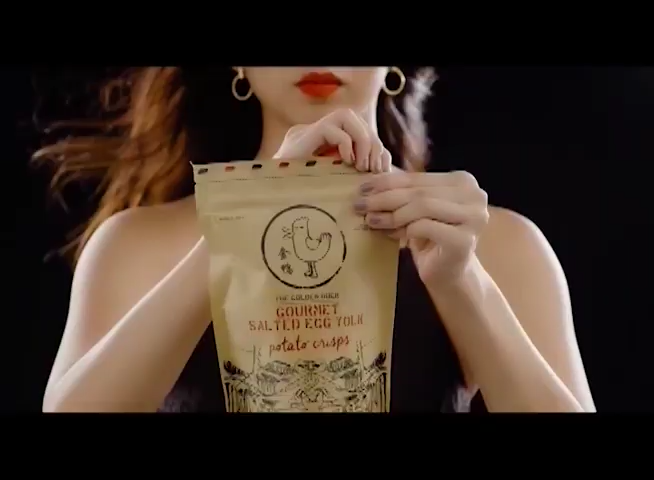 金
鴨
THE GOLDEN DUCK
GOURMET
SALTED EGG YOLK
potato crisps